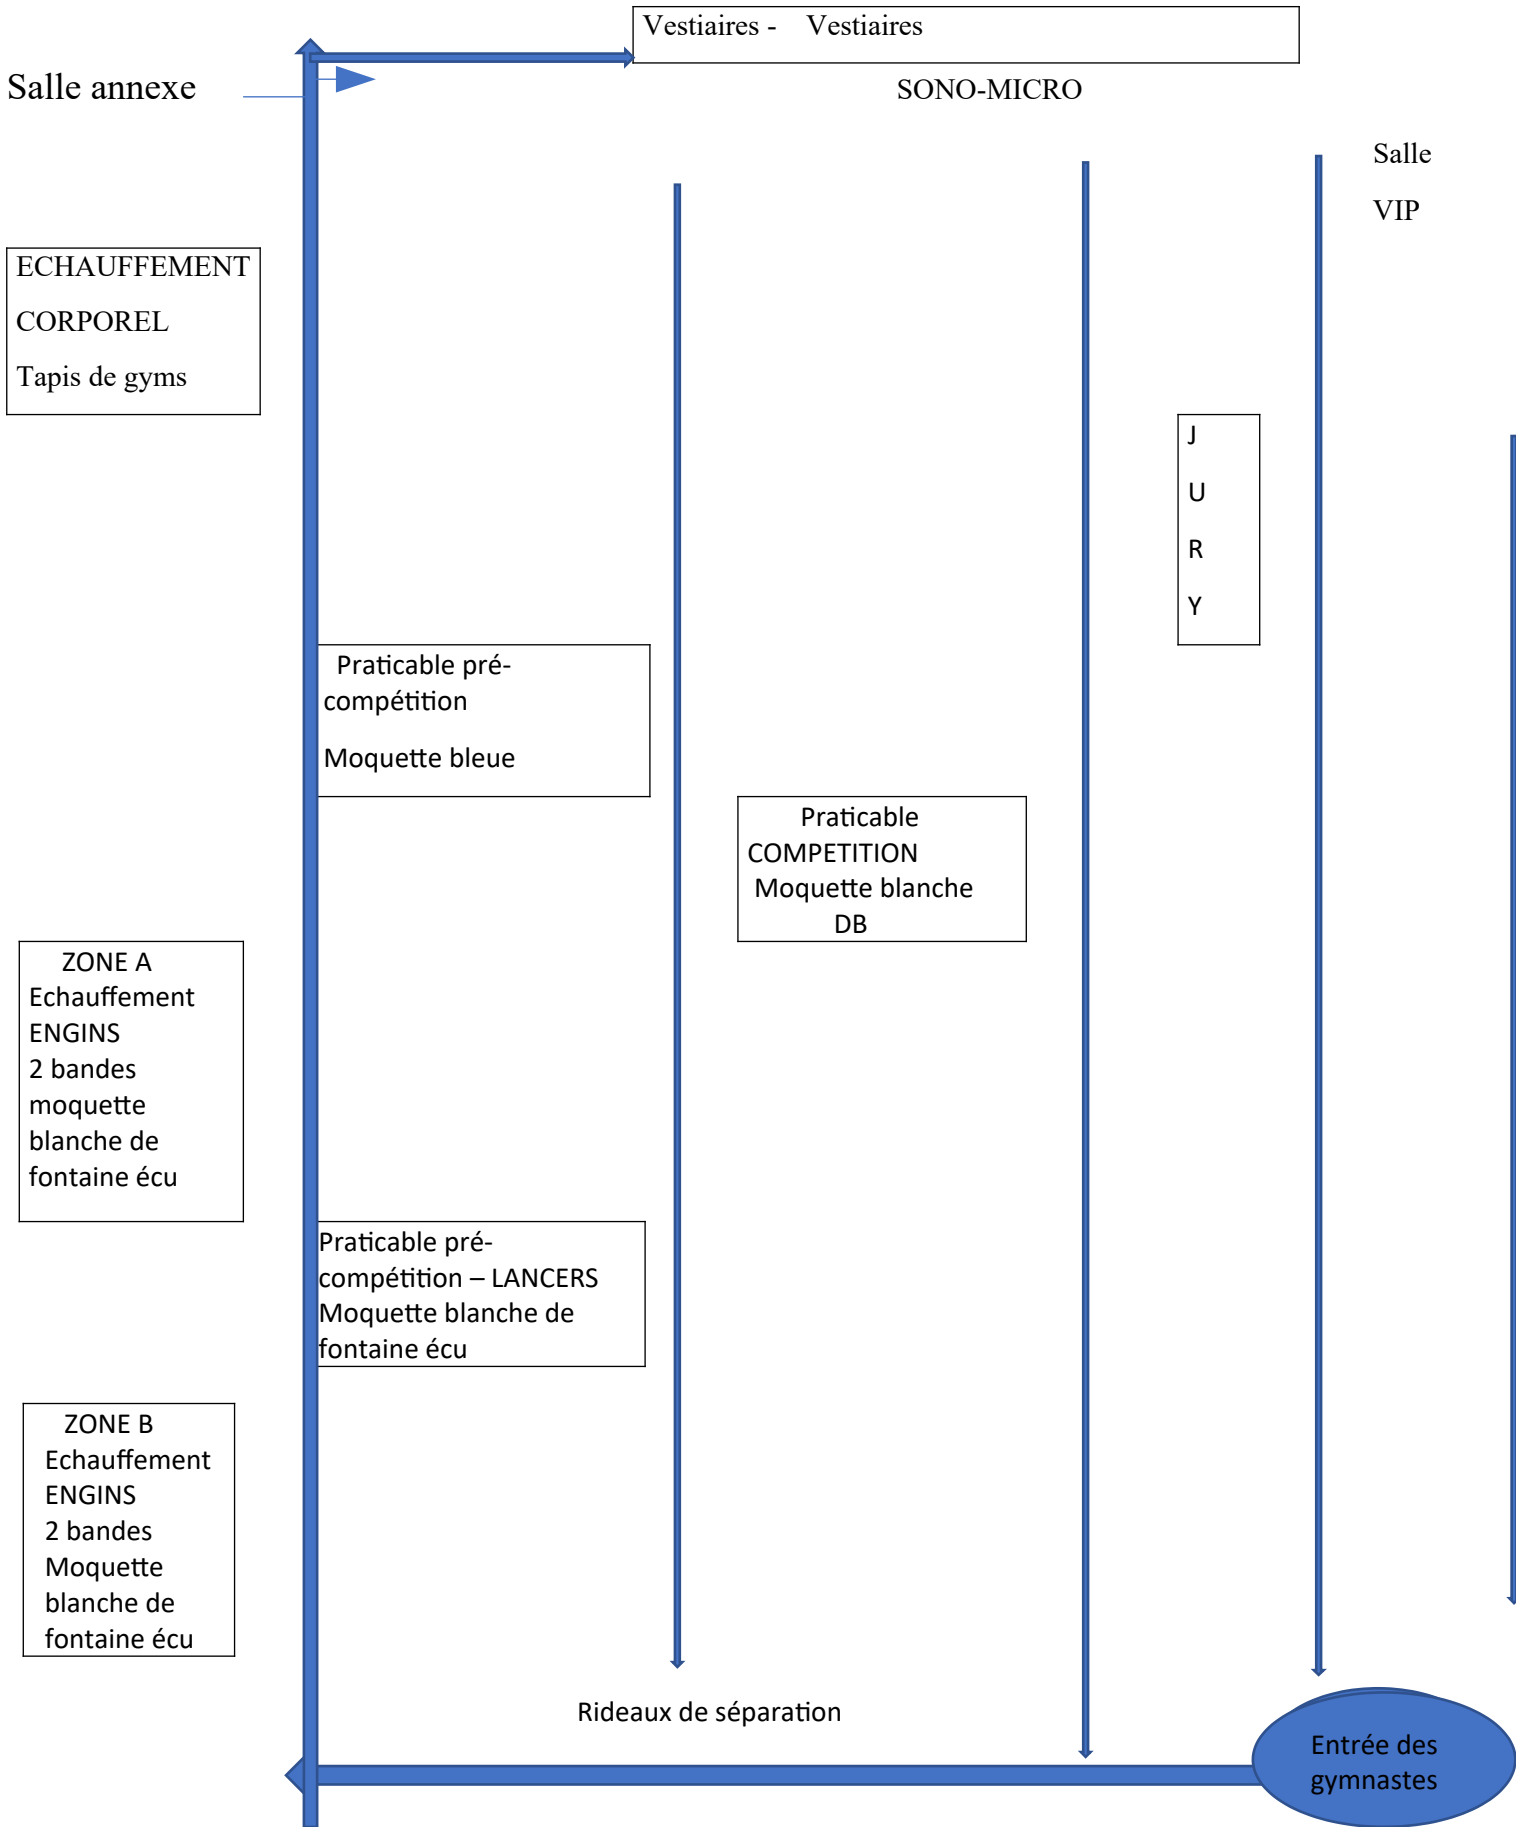 Vestiaires -    Vestiaires
Salle annexe
SONO-MICRO
Salle
VIP
ECHAUFFEMENT
CORPOREL
Tapis de gyms
J
U
R
Y
Praticable pré-
compétition
Moquette bleue
Praticable
COMPETITION
Moquette blanche
DB
ZONE A
Echauffement
ENGINS
2 bandes
moquette
blanche de
fontaine écu
Praticable pré-
compétition – LANCERS
Moquette blanche de
fontaine écu
ZONE B
Echauffement
ENGINS
2 bandes
Moquette
blanche de
fontaine écu
Rideaux de séparation
Entrée des
gymnastes